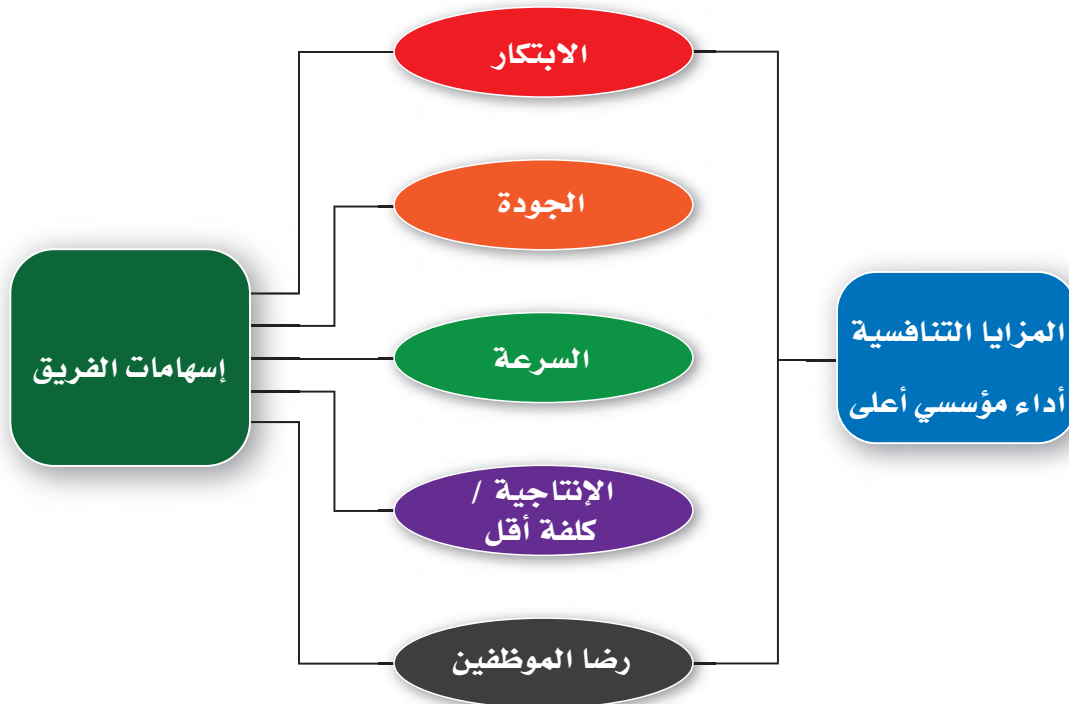 الابتكار
الجودة
السرعة
الإنتاجية /
كلفة أقل
رضا الموظفين
إسهامات الفريق
المزايا التنافسية
أداء مؤسسي أعلى